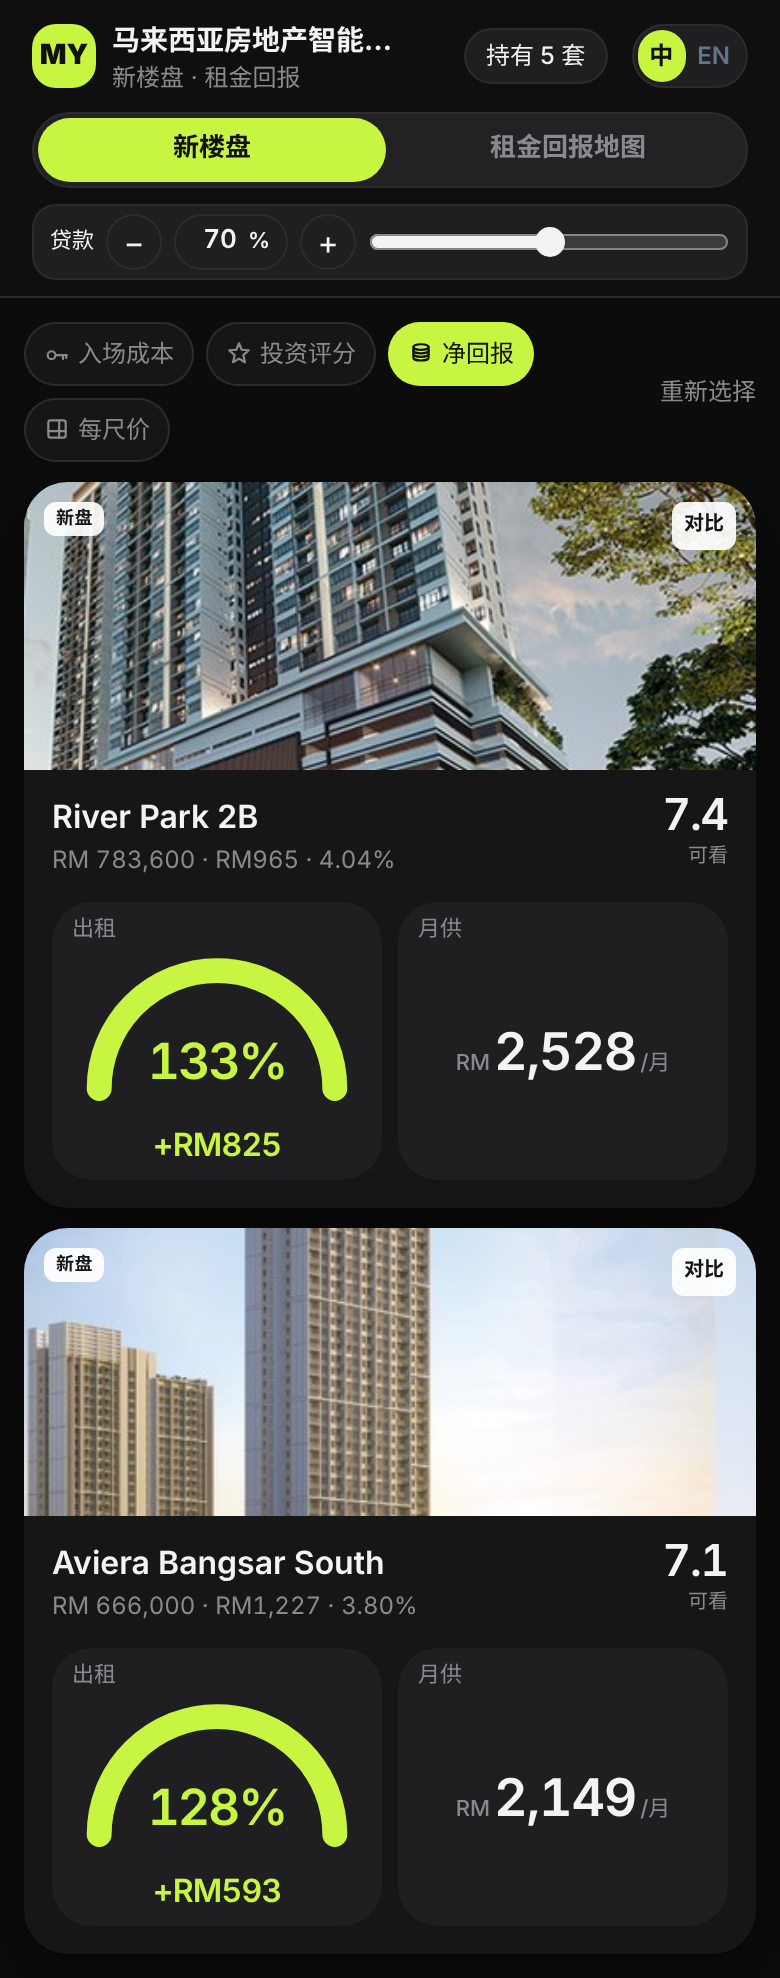 MY
马来西亚房地产智能...
新楼盘 · 租金回报
持有 5 套
中 EN
新楼盘
租金回报地图
贷款 − 70 % +
入场成本
投资评分
净回报
重新选择
每尺价
新盘
对比
River Park 2B
7.4
RM 783,600 · RM965 · 4.04%
可看
出租
133%
+RM825
月供
RM 2,528 /月
新盘
对比
Aviera Bangsar South
7.1
RM 666,000 · RM1,227 · 3.80%
可看
出租
128%
+RM593
月供
RM 2,149 /月